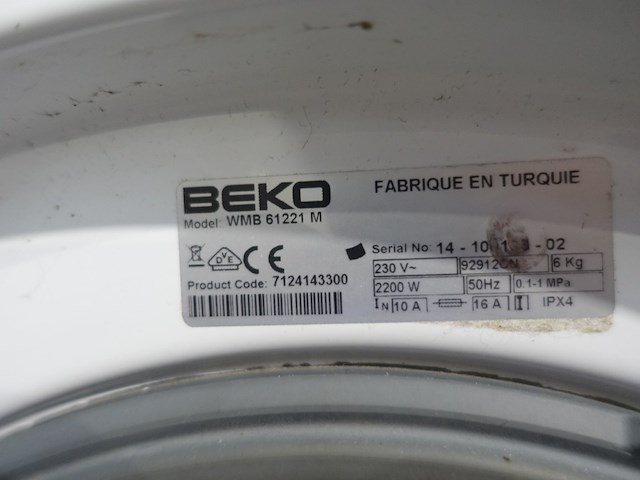 BEKO
FABRIQUE EN TURQUIE
Model: WMB 61221 M
Serial No: 14 - - 02
230 V~ 6 Kg
Product Code: 7124143300
2200 W 50Hz 0.1-1 MPa
IN 10 A 16 A IPX4